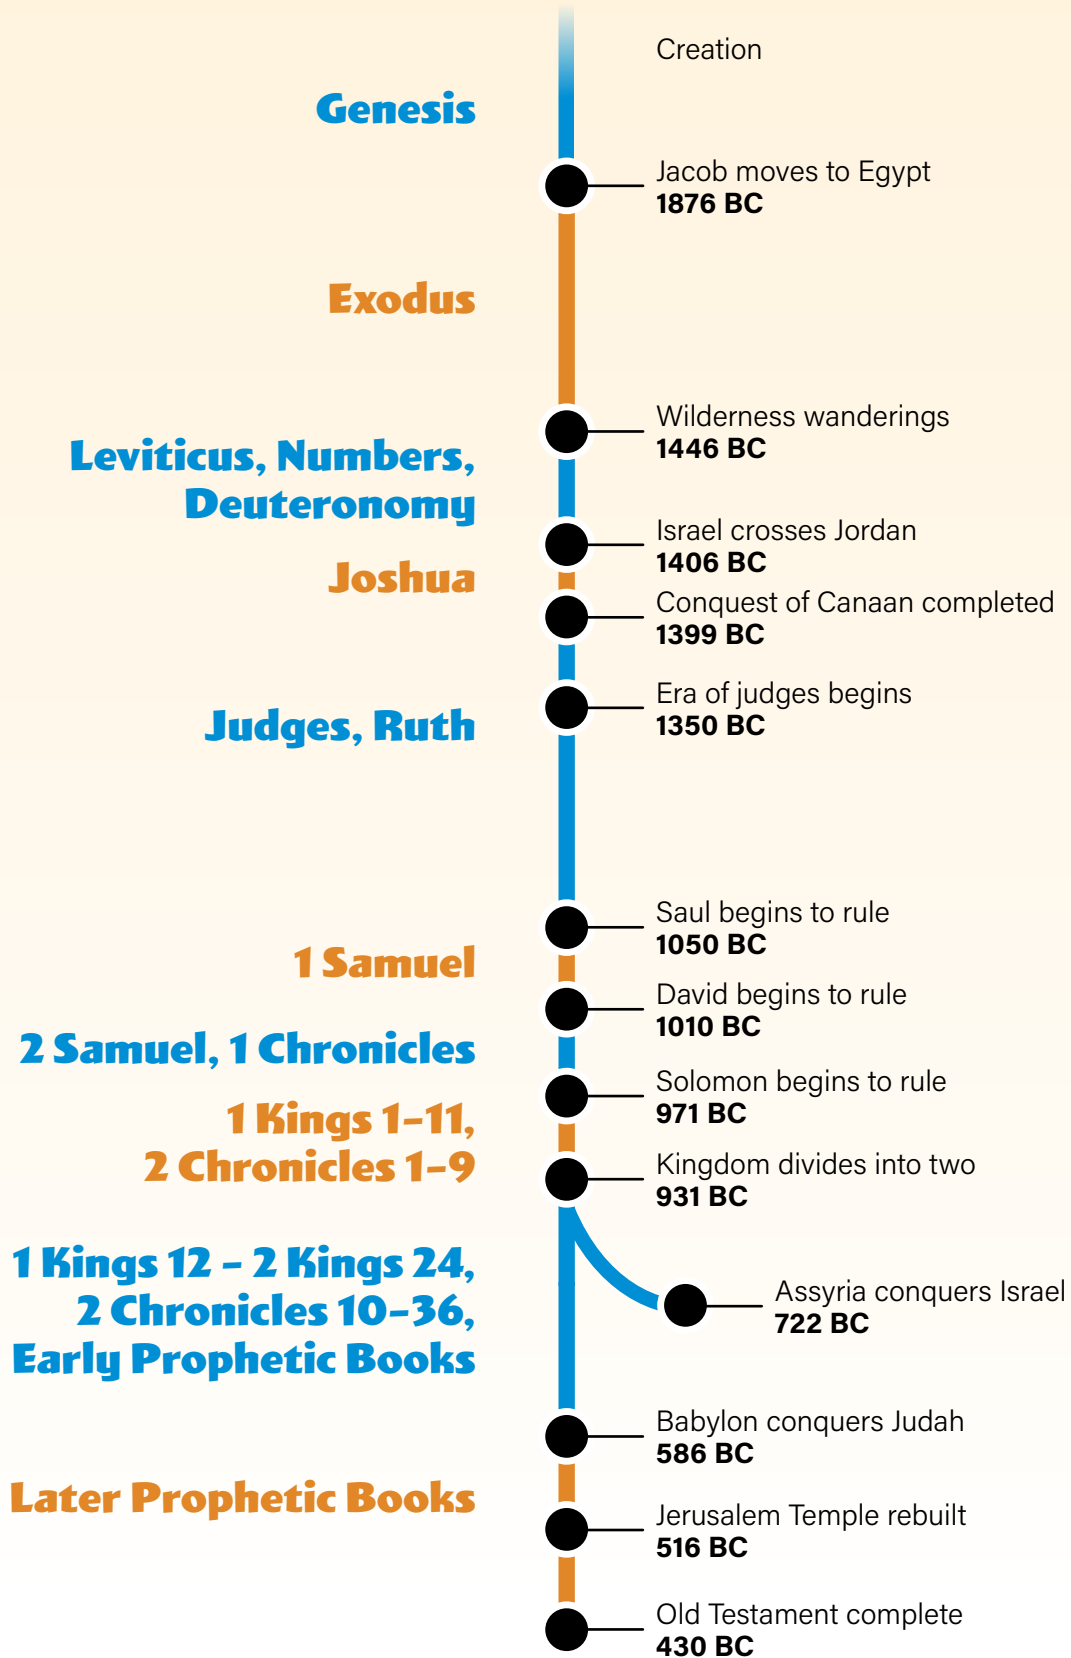 Creation
Genesis
Jacob moves to Egypt
1876 BC
Exodus
Wilderness wanderings
1446 BC
Leviticus, Numbers,
Deuteronomy
Israel crosses Jordan
1406 BC
Joshua
Conquest of Canaan completed
1399 BC
Era of judges begins
1350 BC
Judges, Ruth
Saul begins to rule
1050 BC
1 Samuel
David begins to rule
1010 BC
2 Samuel, 1 Chronicles
Solomon begins to rule
971 BC
1 Kings 1–11,
2 Chronicles 1–9
Kingdom divides into two
931 BC
1 Kings 12 – 2 Kings 24,
2 Chronicles 10–36,
Early Prophetic Books
Assyria conquers Israel
722 BC
Babylon conquers Judah
586 BC
Later Prophetic Books
Jerusalem Temple rebuilt
516 BC
Old Testament complete
430 BC